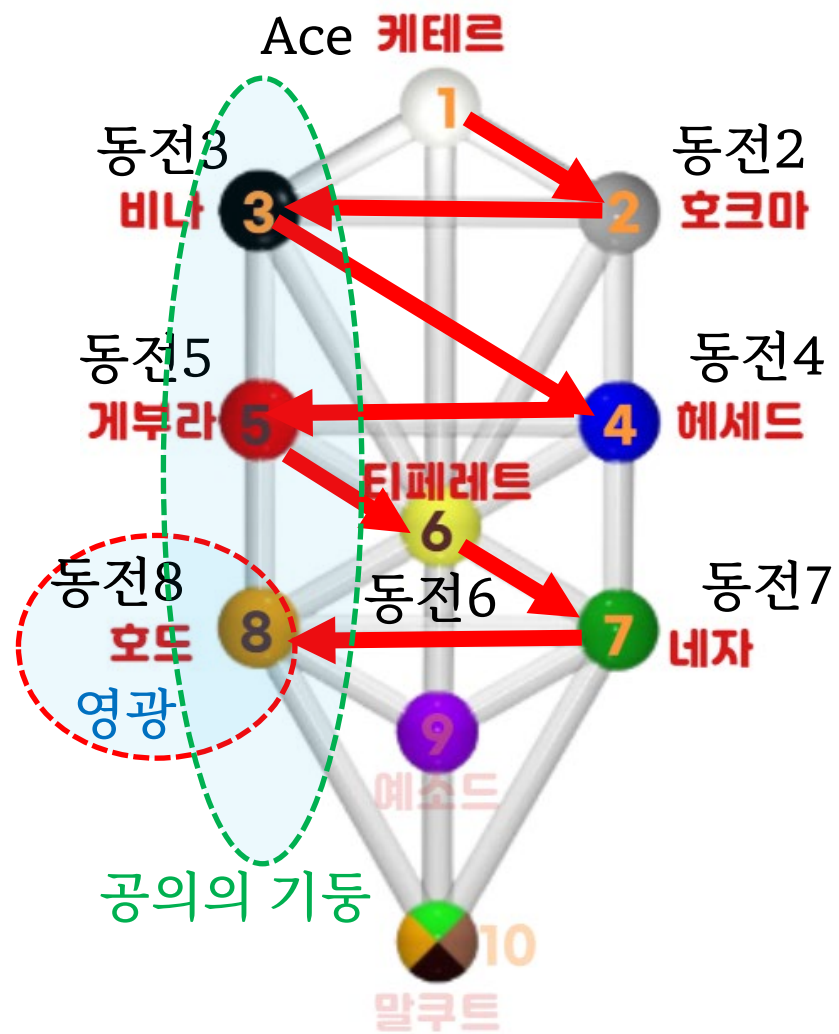 Ace 케테르
1
동전3
동전2
비나
3
2
호크마
동전5
동전4
게부라
5
4
헤세드
티페레트
6
동전8
동전6
동전7
호드
8
7
네자
영광
9
예소드
공의의 기둥
10
말쿠트